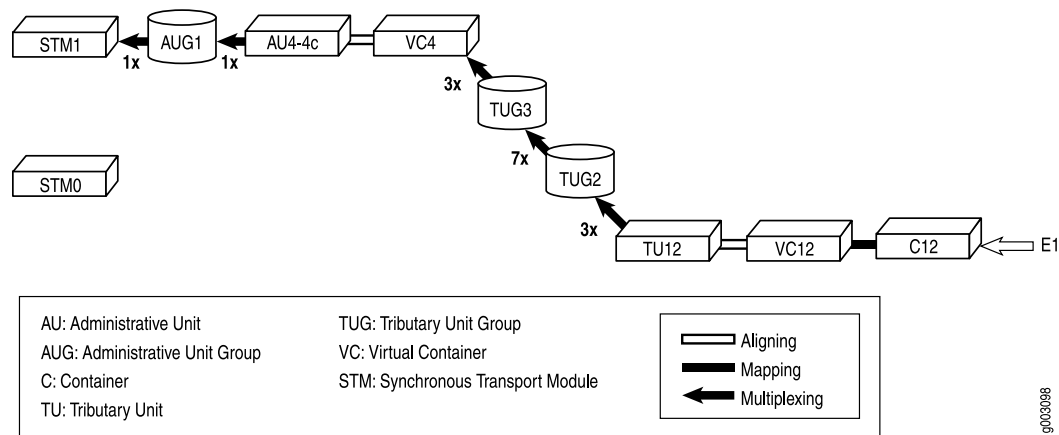 STM1
AUG1
AU4-4c
VC4
1x
1x
3x
TUG3
7x
TUG2
STM0
3x
TU12
VC12
C12
E1
AU: Administrative Unit
AUG: Administrative Unit Group
C: Container
TU: Tributary Unit
TUG: Tributary Unit Group
VC: Virtual Container
STM: Synchronous Transport Module
Aligning
Mapping
Multiplexing
g003098